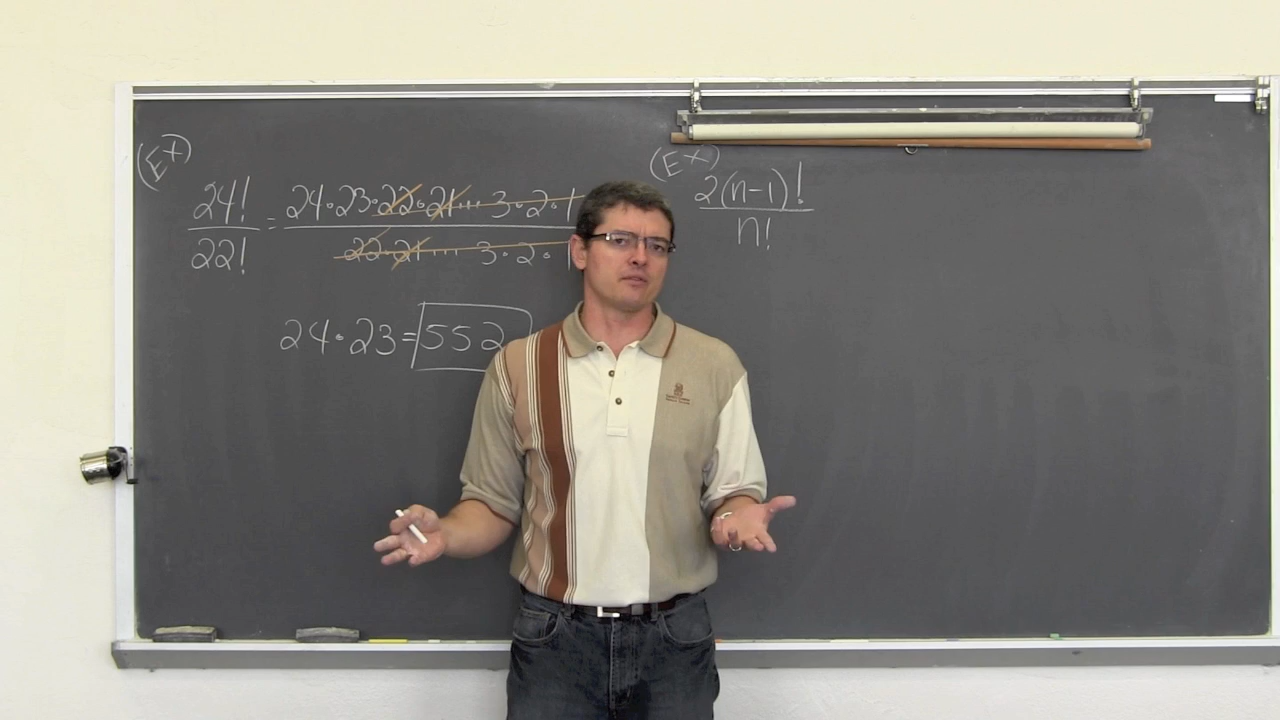 (Ex)
24!/22! = 24·23·22·21... 3·2·1 / 22·21... 3·2·1
24·23 = 552
(Ex)
2(n-1)!
n!